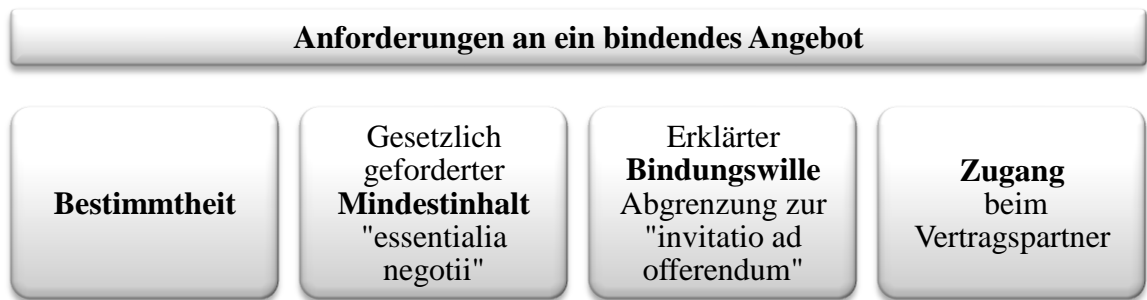 Anforderungen an ein bindendes Angebot
Bestimmtheit
Gesetzlich
geforderter
Mindestinhalt
"essentialia
negotii"
Erklärter
Bindungswille
Abgrenzung zur
"invitatio ad
offerendum"
Zugang
beim
Vertragspartner